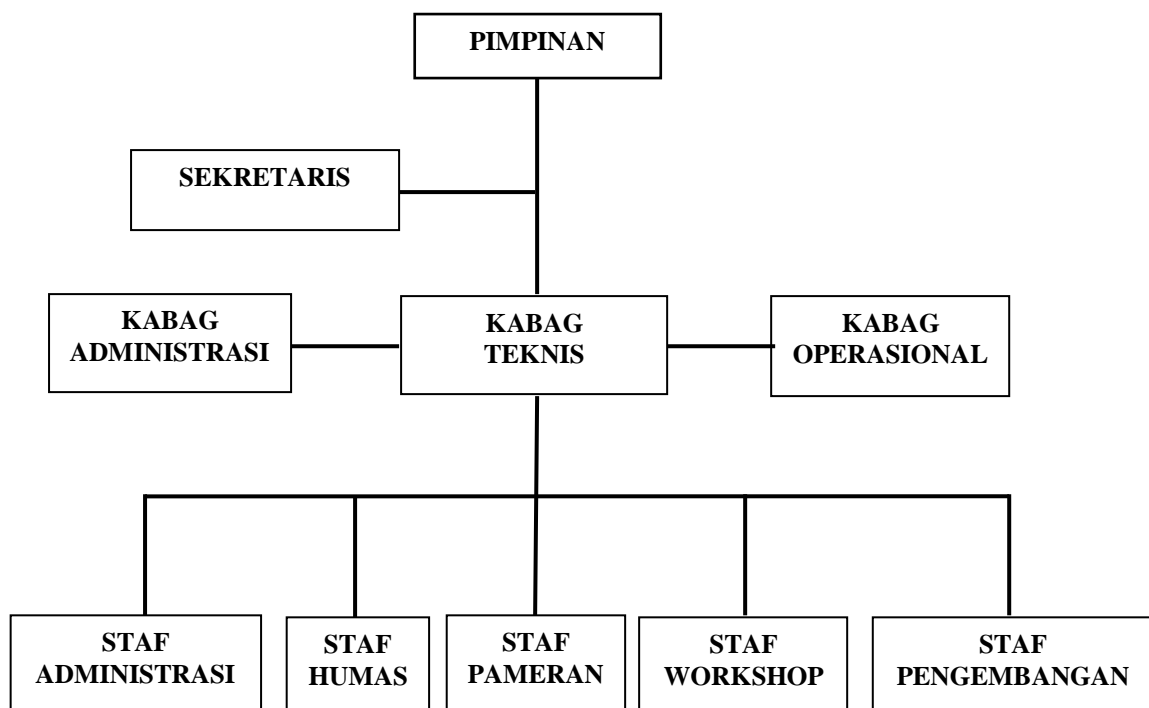 PIMPINAN
SEKRETARIS
KABAG
ADMINISTRASI
KABAG
TEKNIS
KABAG
OPERASIONAL
STAF
ADMINISTRASI
STAF
HUMAS
STAF
PAMERAN
STAF
WORKSHOP
STAF
PENGEMBANGAN